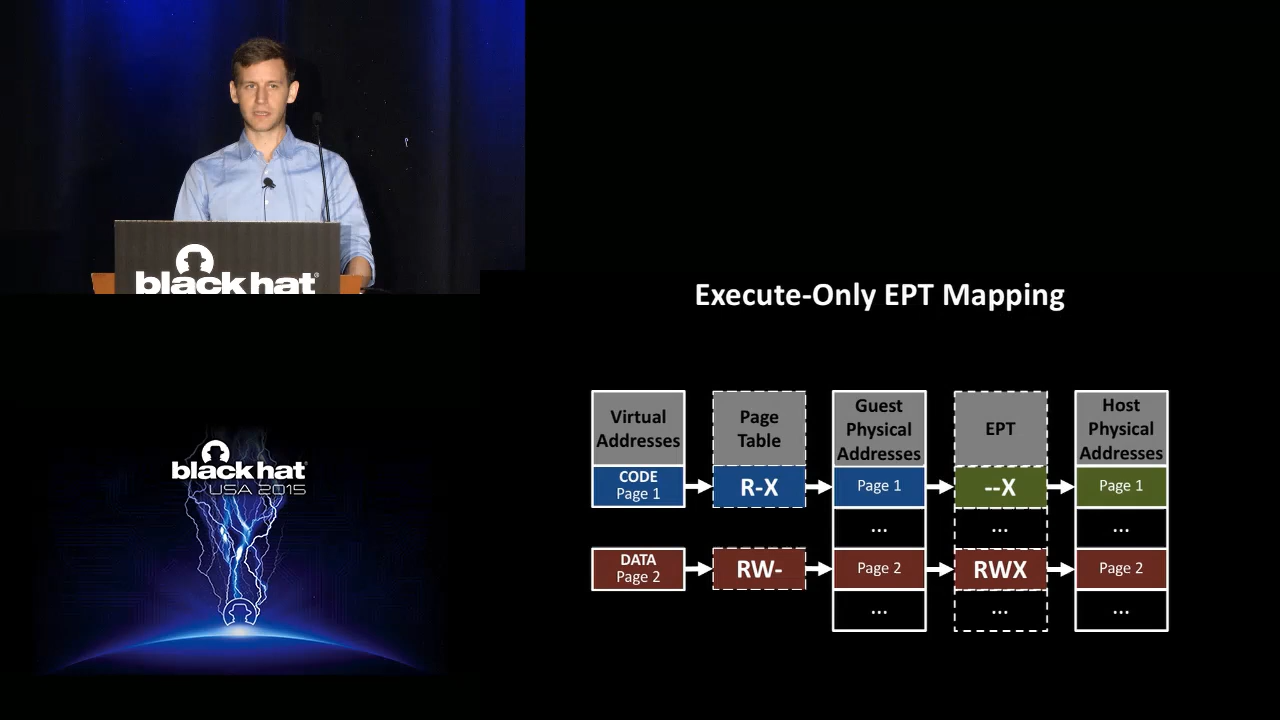 black hat
®
black hat
USA 2015
Execute-Only EPT Mapping
Virtual
Addresses
Page
Table
Guest
Physical
Addresses
EPT
Host
Physical
Addresses
CODE
Page 1
R-X
Page 1
--X
Page 1
...
...
...
DATA
Page 2
RW-
Page 2
RWX
Page 2
...
...
...